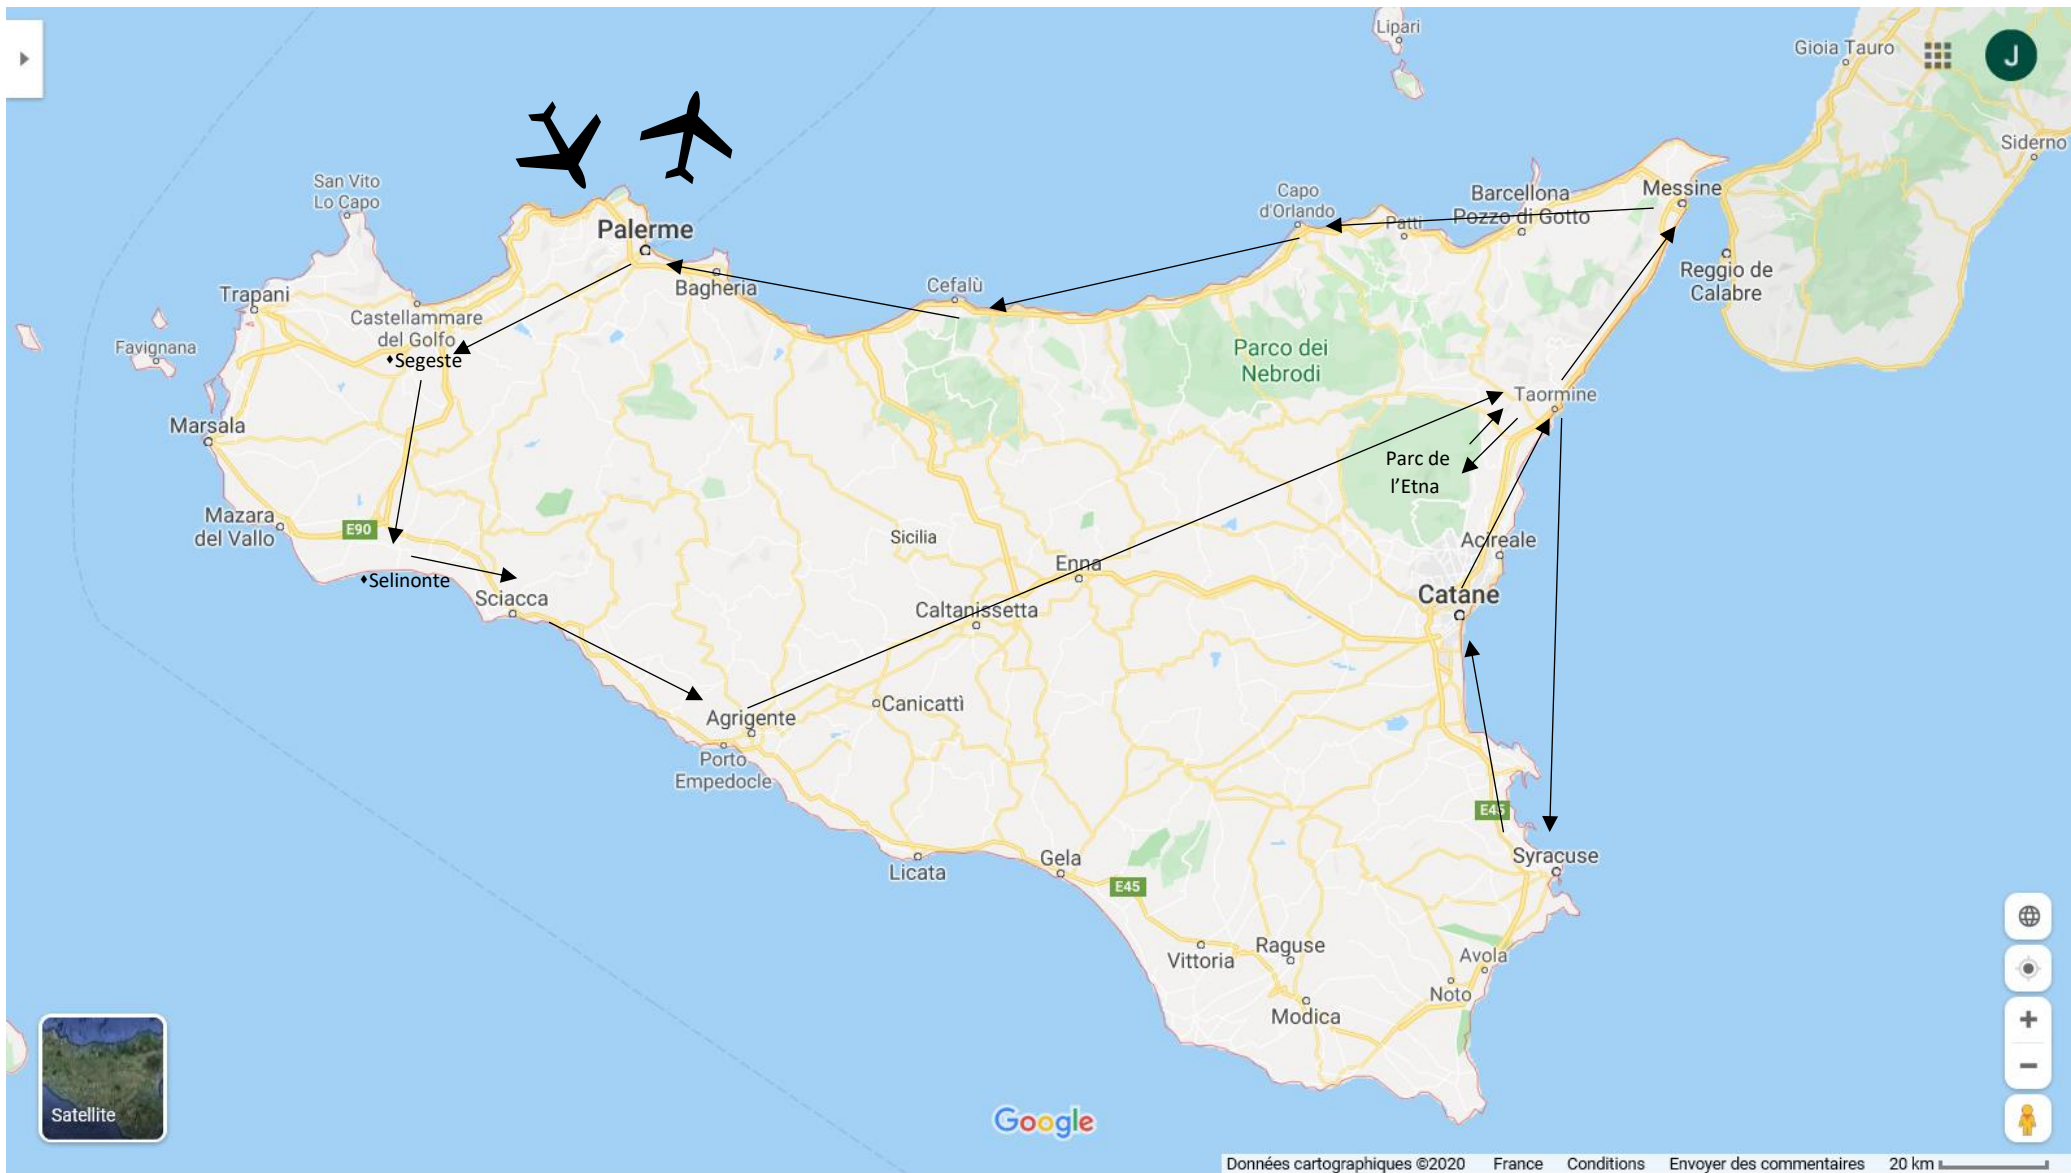 Lipari
Gioia Tauro
J
Siderno
San Vito
Lo Capo
Capo
d'Orlando
Barcellona
Pozzo di Gotto
Messine
Palerme
Patti
Reggio de
Calabre
Bagheria
Cefalù
Trapani
Castellammare
del Golfo
Favignana
♦Segeste
Parco dei
Nebrodi
Taormine
Marsala
Parc de
l'Etna
Mazara
del Vallo
E90
Sicilia
Acireale
Enna
♦Selinonte
Sciacca
Catane
Caltanissetta
Canicattì
Agrigente
Porto
Empedocle
E45
Syracuse
Licata
Gela
E45
Vittoria
Raguse
Avola
Noto
Modica
Satellite
Google
Données cartographiques ©2020 France Conditions Envoyer des commentaires 20 km